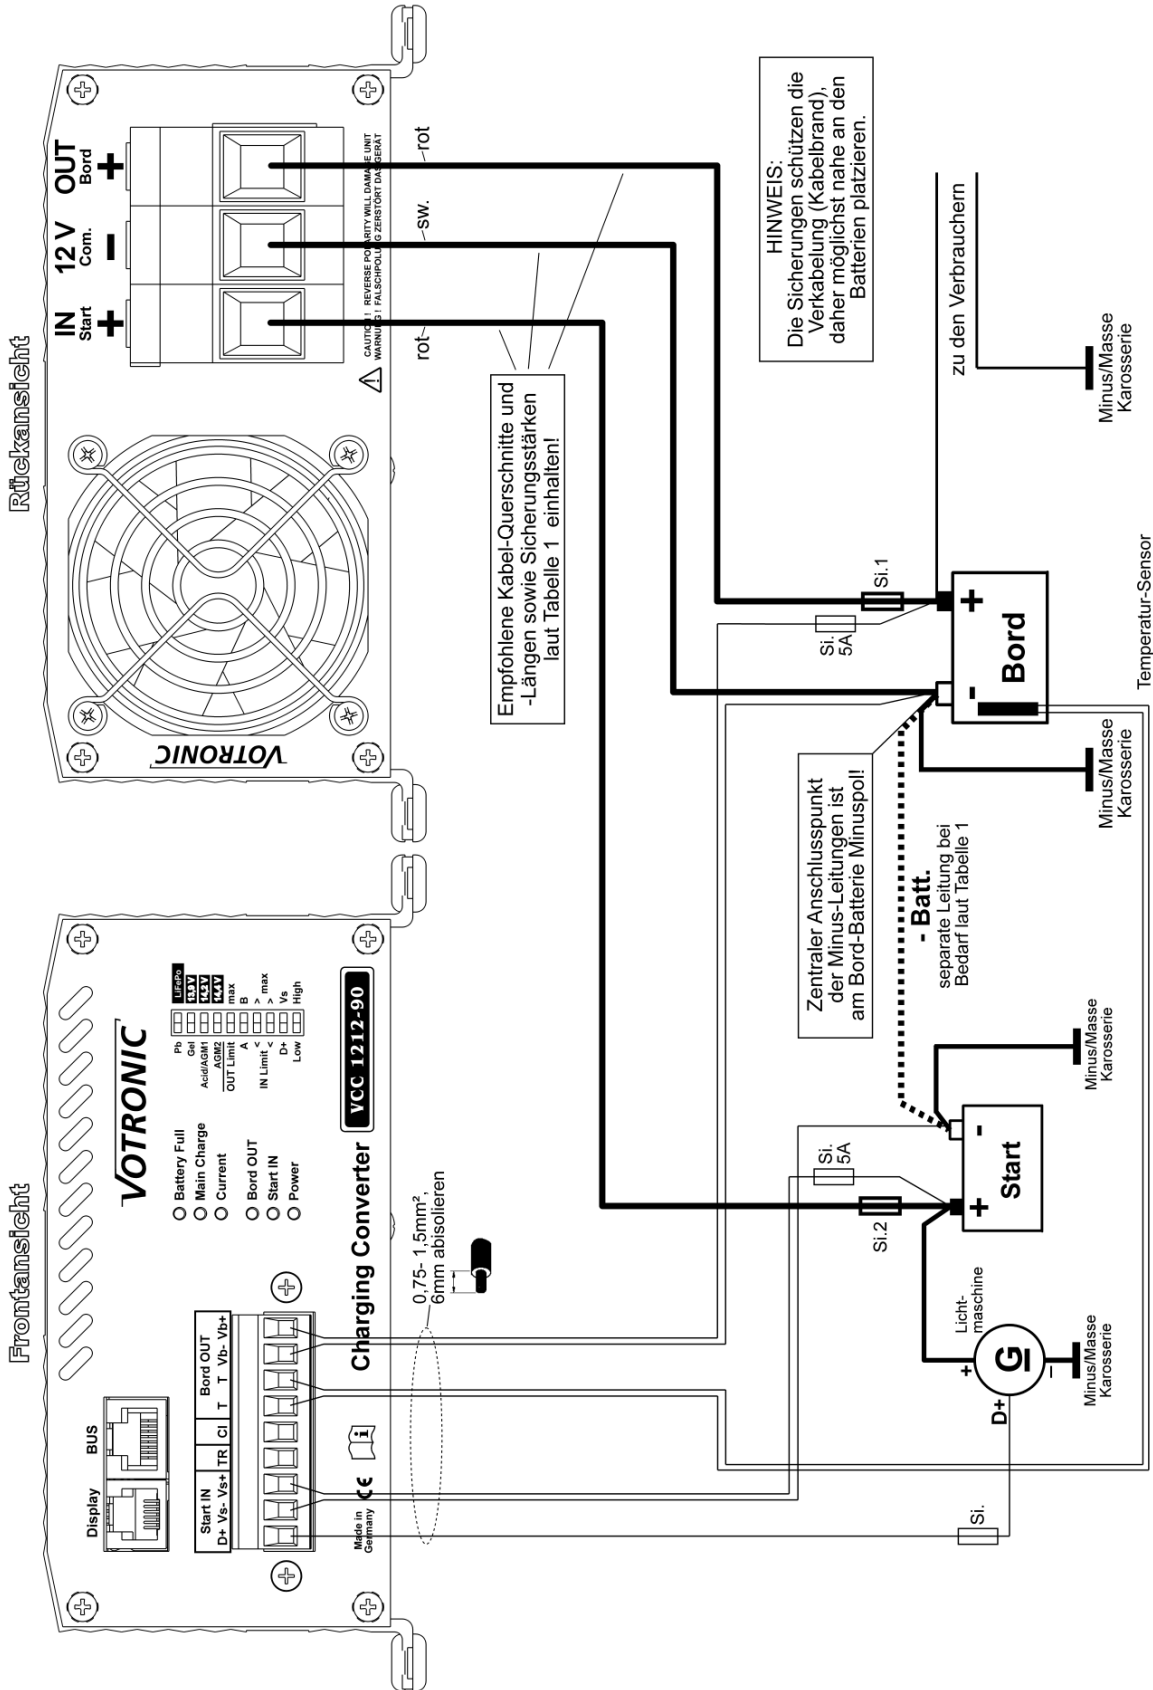 Frontansicht
Display
BUS
Start IN
Bord OUT
D+ Vs- Vs+
TR
CI
T
T
Vb- Vb+
Made in
Germany
CE
i
VOTRONIC
Battery Full
Main Charge
Current
Bord OUT
Start IN
Power
Pb
LiFePo
Gel
13,9 V
Acid/AGM1
14,2 V
AGM2
14,4 V
OUT Limit
max
A
B
<
> max
IN Limit
<
>
D+
Vs
Low
High
Charging Converter
VCC 1212-90
0,75- 1,5mm²,
6mm abisolieren
Rückansicht
VOTRONIC
IN
Start
+
12 V
Com.
-
OUT
Bord
+
CAUTION ! REVERSE POLARITY WILL DAMAGE UNIT
WARNUNG ! FALSCHPOLUNG ZERSTÖRT DAS GERÄT
rot
sw.
rot
Empfohlene Kabel-Querschnitte und
-Längen sowie Sicherungsstärken
laut Tabelle 1 einhalten!
HINWEIS:
Die Sicherungen schützen die
Verkabelung (Kabelbrand),
daher möglichst nahe an den
Batterien platzieren.
Si.
D+
+
Licht-
maschine
G
-
Minus/Masse
Karosserie
Si.2
Si.
5A
+
-
Start
Minus/Masse
Karosserie
- Batt.
separate Leitung bei
Bedarf laut Tabelle 1
Zentraler Anschlusspunkt
der Minus-Leitungen ist
am Bord-Batterie Minuspol!
Minus/Masse
Karosserie
Si.
5A
Si.1
-
+
Bord
Temperatur-Sensor
zu den Verbrauchern
Minus/Masse
Karosserie